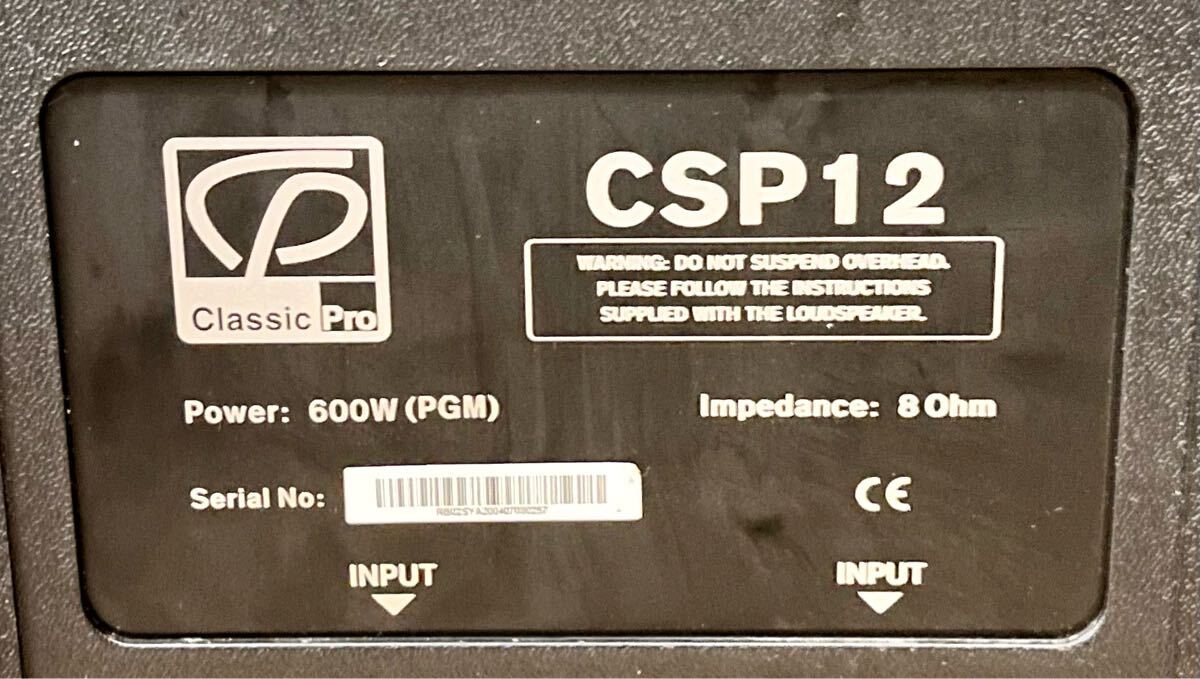 CP
Classic Pro
CSP12
WARNING: DO NOT SUSPEND OVERHEAD.
PLEASE FOLLOW THE INSTRUCTIONS
SUPPLIED WITH THE LOUDSPEAKER.
Power: 600W (PGM)
Impedance: 8 Ohm
Serial No:
CE
INPUT
INPUT